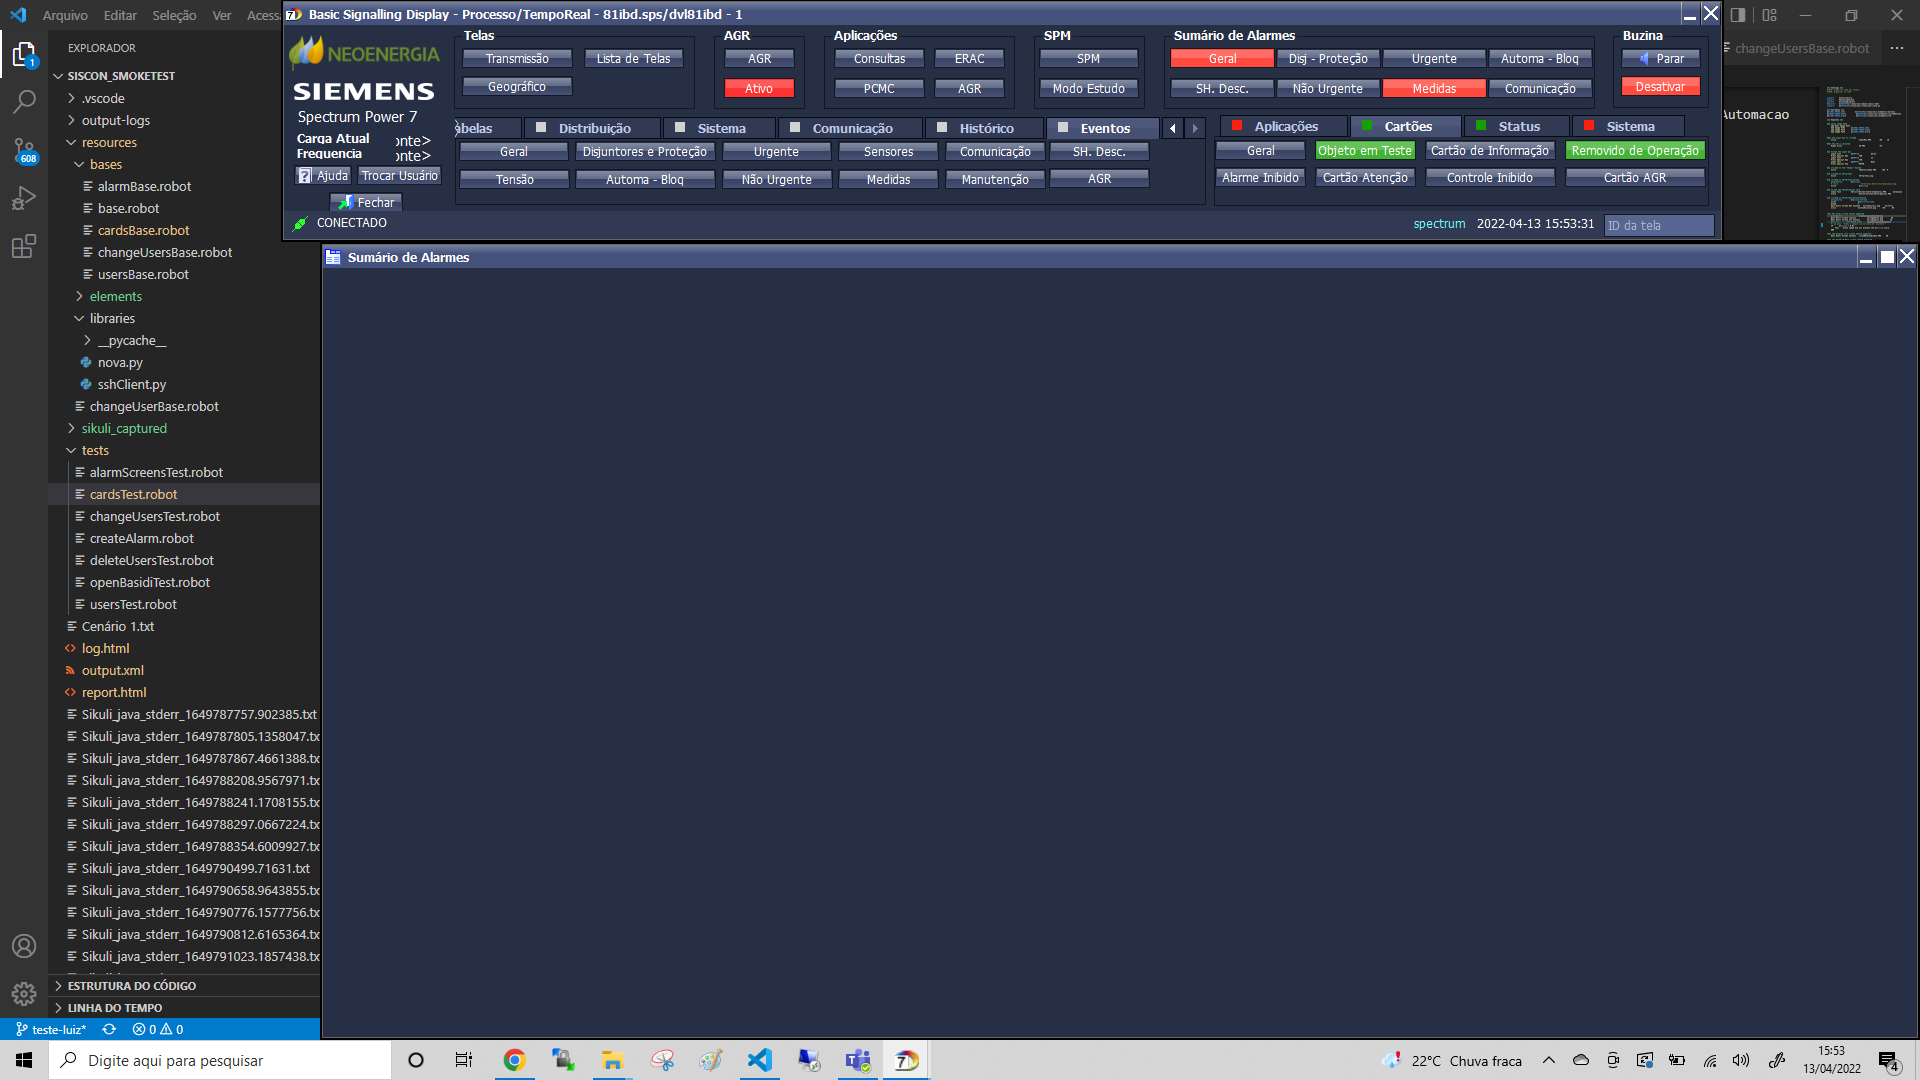 Arquivo Editar Seleção Ver
Basic Signalling Display - Processo/TempoReal - 81ibd.sps/dvl81ibd - 1
changeUsersBase.robot
Automacao
EXPLORADOR
SISCON_SMOKETEST
.vscode
output-logs
resources
bases
alarmBase.robot
base.robot
cardsBase.robot
changeUsersBase.robot
usersBase.robot
elements
libraries
__pycache__
nova.py
sshClient.py
changeUserBase.robot
sikuli_captured
tests
alarmScreensTest.robot
cardsTest.robot
changeUsersTest.robot
createAlarm.robot
deleteUsersTest.robot
openBasidiTest.robot
usersTest.robot
Cenário 1.txt
log.html
output.xml
report.html
Sikuli_java_stderr_1649787757.902385.txt
Sikuli_java_stderr_1649787805.1358047.tx
Sikuli_java_stderr_1649787867.4661388.tx
Sikuli_java_stderr_1649788208.9567971.tx
Sikuli_java_stderr_1649788241.1708155.tx
Sikuli_java_stderr_1649788297.0667224.tx
Sikuli_java_stderr_1649788354.6009927.tx
Sikuli_java_stderr_1649790499.71631.txt
Sikuli_java_stderr_1649790658.9643855.tx
Sikuli_java_stderr_1649790776.1577756.tx
Sikuli_java_stderr_1649790812.6165364.tx
Sikuli_java_stderr_1649791023.1857438.tx
ESTRUTURA DO CÓDIGO
LINHA DO TEMPO
1
608
teste-luiz* 0 0
NEOENERGIA
SIEMENS
Spectrum Power 7
Carga Atual onte>
Frequencia onte>
Ajuda Trocar Usuário
Fechar
CONECTADO
Telas
Transmissão Lista de Telas
Geográfico
AGR
AGR
Ativo
Aplicações
Consultas ERAC
PCMC AGR
SPM
SPM
Modo Estudo
Sumário de Alarmes
Geral Disj - Proteção Urgente Automa - Bloq
SH. Desc. Não Urgente Medidas Comunicação
Buzina
Parar
Desativar
abelas Distribuição Sistema Comunicação Histórico Eventos
Geral Disjuntores e Proteção Urgente Sensores Comunicação SH. Desc.
Tensão Automa - Bloq Não Urgente Medidas Manutenção AGR
Aplicações Cartões Status Sistema
Geral Objeto em Teste Cartão de Informação Removido de Operação
Alarme Inibido Cartão Atenção Controle Inibido Cartão AGR
spectrum 2022-04-13 15:53:31 ID da tela
Sumário de Alarmes
Digite aqui para pesquisar
22°C Chuva fraca
15:53
13/04/2022
4